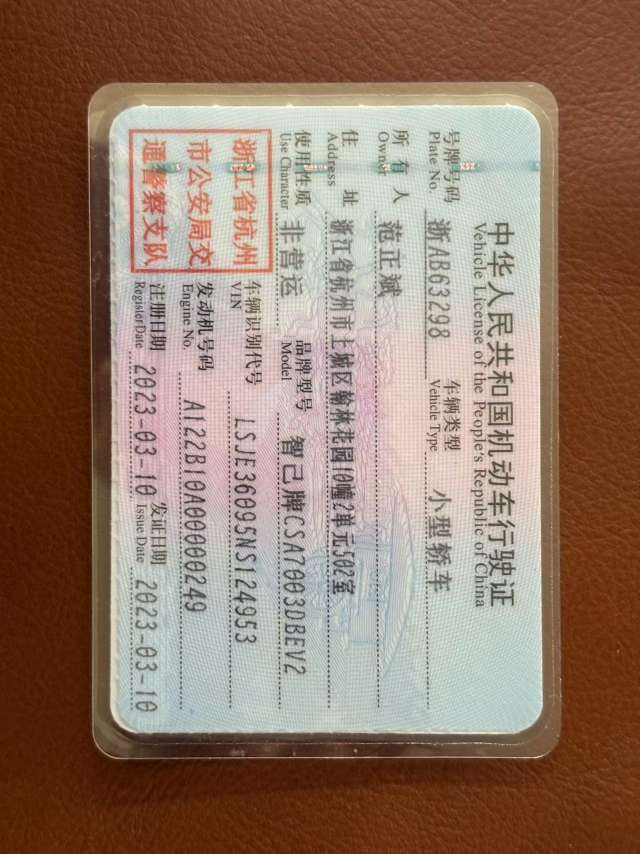 中华人民共和国机动车行驶证
Vehicle License of the People's Republic of China
号牌号码 浙AB63298 车辆类型 小型轿车
Plate No. Vehicle Type
所有人 范正斌
Owner
住址 浙江省杭州市上城区翰林花园10幢2单元502室
Address
使用性质 非营运 品牌型号 智己牌CSA7003DBEV2
Use Character Model
浙江省杭州
市公安局交
通警察支队
车辆识别代号 LSJE36095NS124953
VIN
发动机号码 A122B10A00000249
Engine No.
注册日期 2023-03-10 发证日期 2023-03-10
Register Date Issue Date